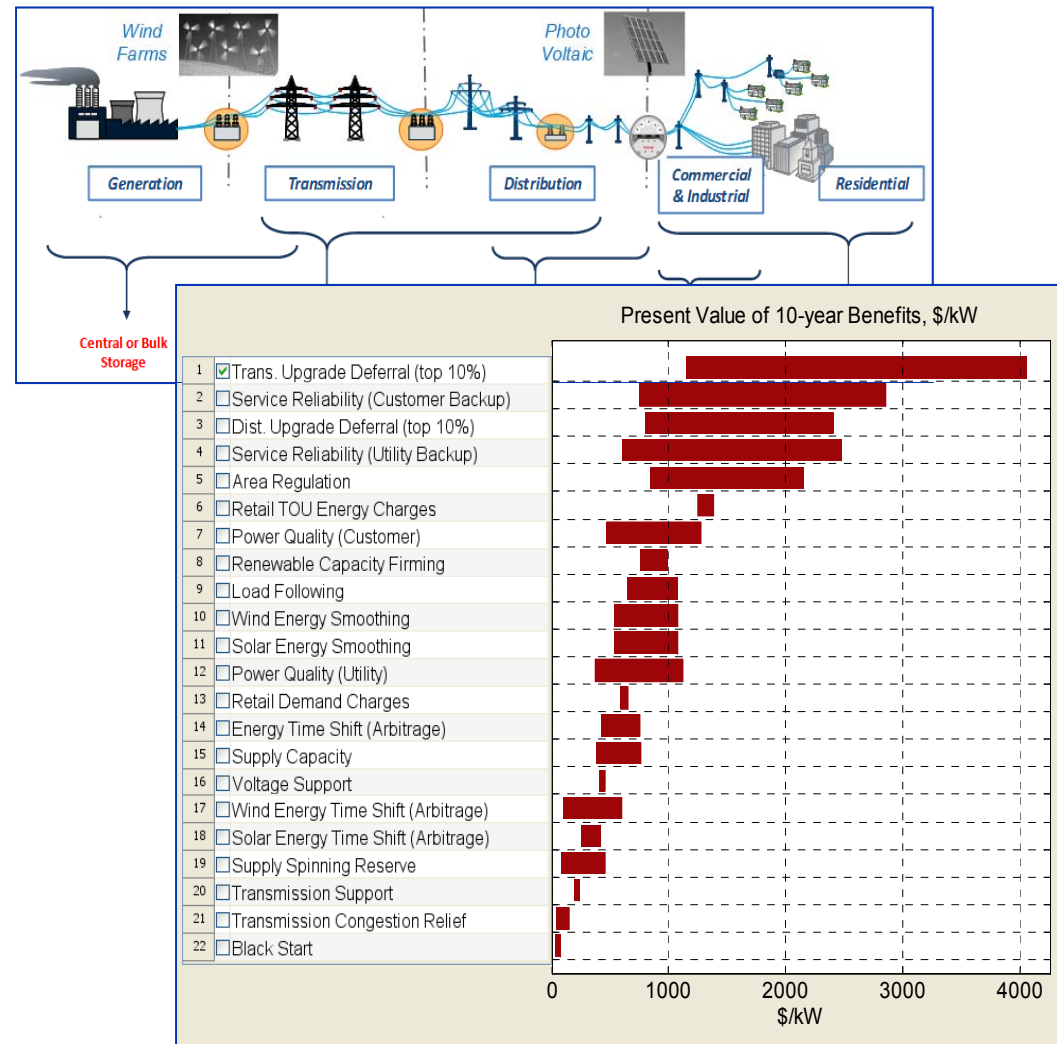 Wind
Farms
Photo
Voltaic
Generation
Transmission
Distribution
Commercial
& Industrial
Residential
Central or Bulk
Storage
Present Value of 10-year Benefits, $/kW
1 Trans. Upgrade Deferral (top 10%)
2 Service Reliability (Customer Backup)
3 Dist. Upgrade Deferral (top 10%)
4 Service Reliability (Utility Backup)
5 Area Regulation
6 Retail TOU Energy Charges
7 Power Quality (Customer)
8 Renewable Capacity Firming
9 Load Following
10 Wind Energy Smoothing
11 Solar Energy Smoothing
12 Power Quality (Utility)
13 Retail Demand Charges
14 Energy Time Shift (Arbitrage)
15 Supply Capacity
16 Voltage Support
17 Wind Energy Time Shift (Arbitrage)
18 Solar Energy Time Shift (Arbitrage)
19 Supply Spinning Reserve
20 Transmission Support
21 Transmission Congestion Relief
22 Black Start
0 1000 2000 3000 4000
$/kW